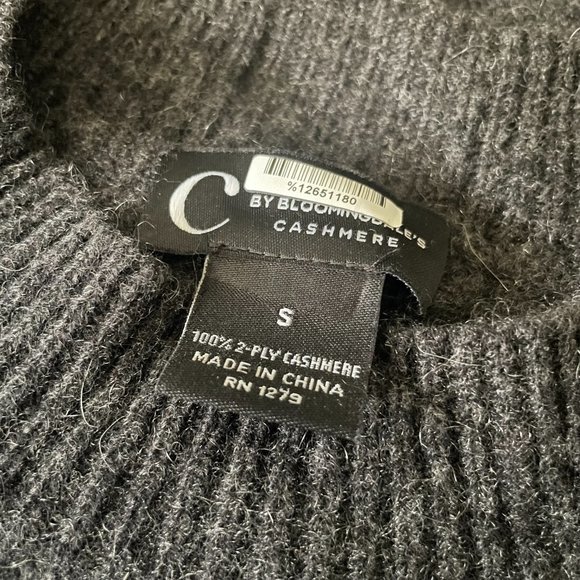 %12651180
C
BY BLOOMINGDALE'S
CASHMERE
S
100% 2-PLY CASHMERE
MADE IN CHINA
RN 1279